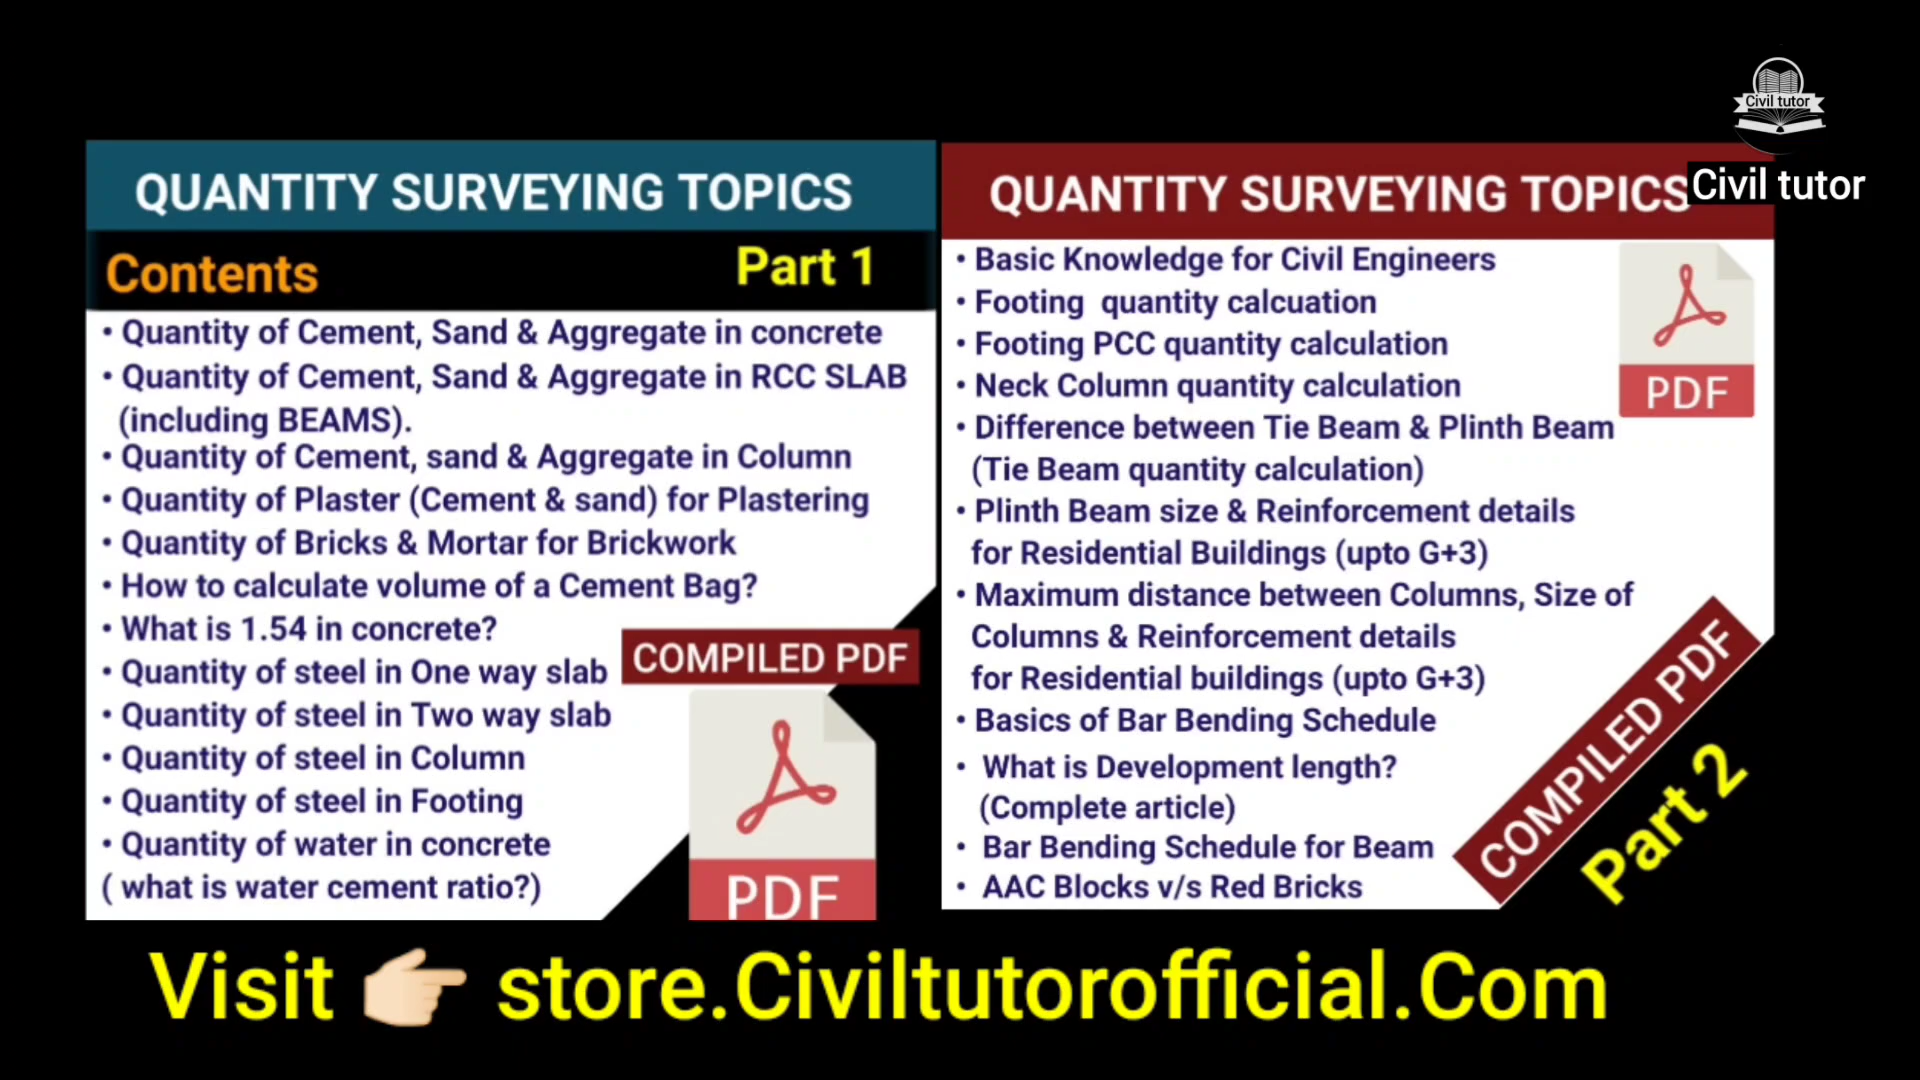 Civil tutor
Civil tutor
QUANTITY SURVEYING TOPICS
Contents
Part 1
• Quantity of Cement, Sand & Aggregate in concrete
• Quantity of Cement, Sand & Aggregate in RCC SLAB
(including BEAMS).
• Quantity of Cement, sand & Aggregate in Column
• Quantity of Plaster (Cement & sand) for Plastering
• Quantity of Bricks & Mortar for Brickwork
• How to calculate volume of a Cement Bag?
• What is 1.54 in concrete?
• Quantity of steel in One way slab
• Quantity of steel in Two way slab
• Quantity of steel in Column
• Quantity of steel in Footing
• Quantity of water in concrete
( what is water cement ratio?)
COMPILED PDF
PDF
QUANTITY SURVEYING TOPICS
• Basic Knowledge for Civil Engineers
• Footing quantity calcuation
• Footing PCC quantity calculation
• Neck Column quantity calculation
• Difference between Tie Beam & Plinth Beam
(Tie Beam quantity calculation)
• Plinth Beam size & Reinforcement details
for Residential Buildings (upto G+3)
• Maximum distance between Columns, Size of
Columns & Reinforcement details
for Residential buildings (upto G+3)
• Basics of Bar Bending Schedule
• What is Development length?
(Complete article)
• Bar Bending Schedule for Beam
• AAC Blocks v/s Red Bricks
PDF
COMPILED PDF
Part 2
Visit 👉🏻 store.Civiltutorofficial.Com